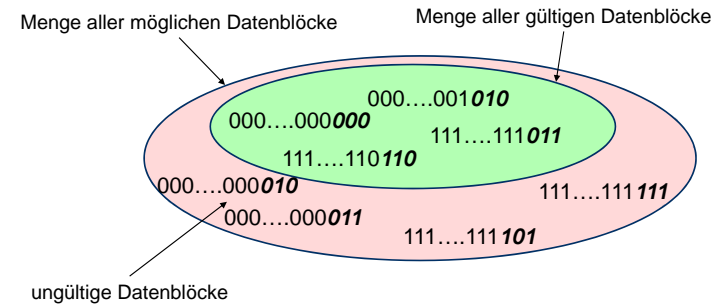 Menge aller möglichen Datenblöcke
Menge aller gültigen Datenblöcke
000....001010
000....000000
111....111011
111....110110
000....000010
111....111111
000....000011
111....111101
ungültige Datenblöcke